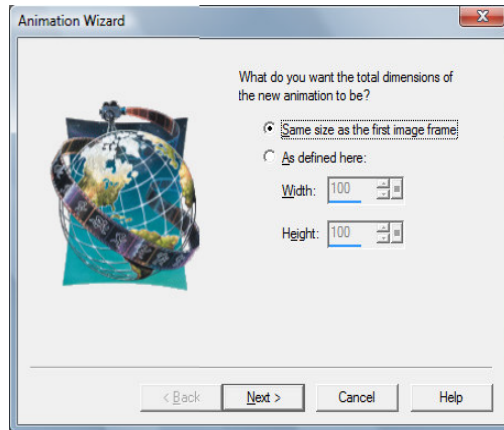 Animation Wizard
What do you want the total dimensions of
the new animation to be?
Same size as the first image frame
As defined here:
Width: 100
Height: 100
< Back Next > Cancel Help